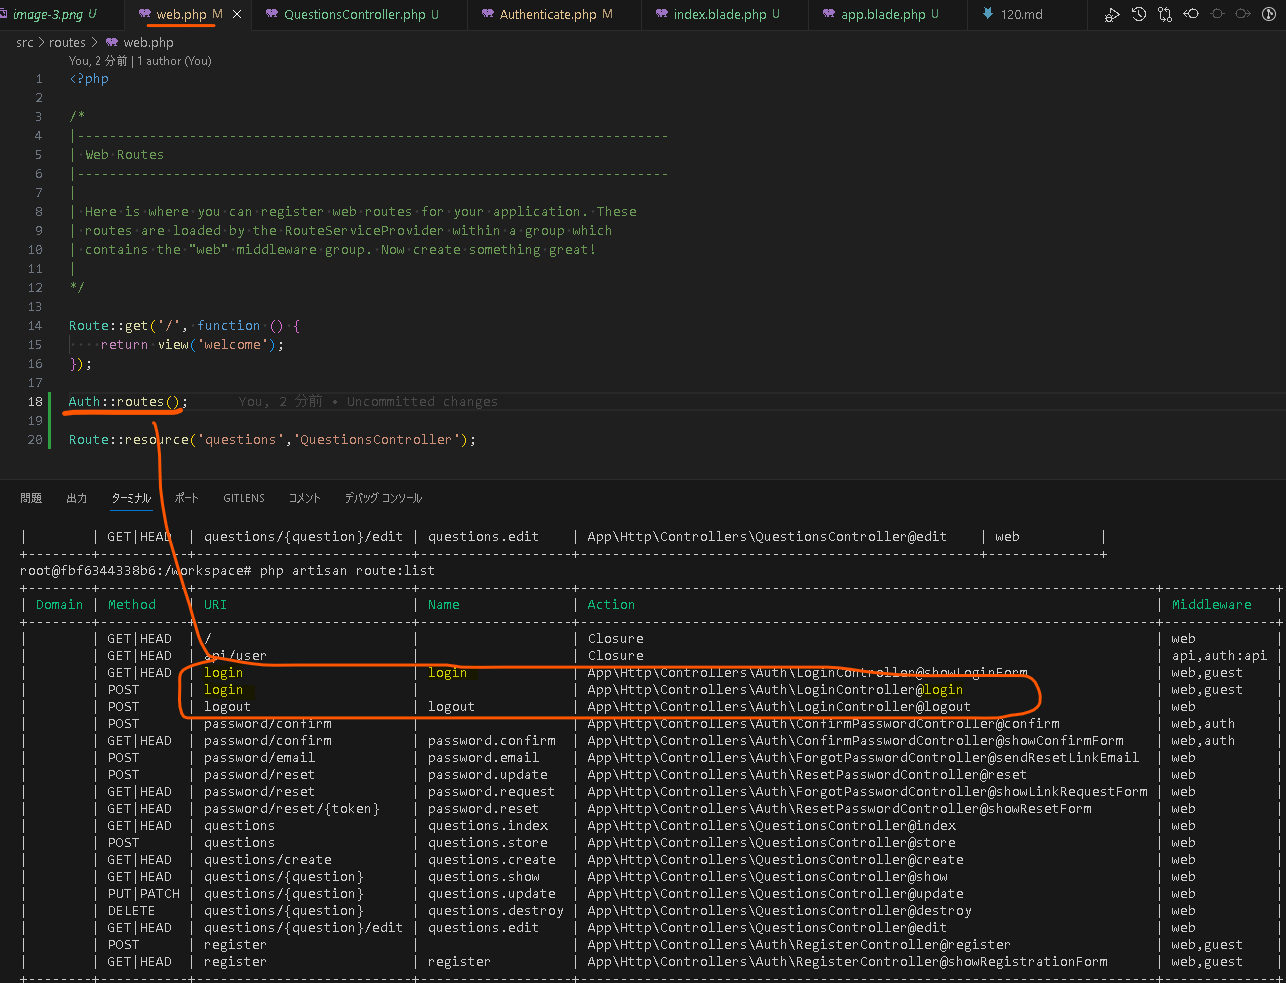 image-3.png U web.php M QuestionsController.php U Authenticate.php M index.blade.php U app.blade.php U 120.md
src > routes > web.php
You, 2 分前 | 1 author (You)
1 <?php
2
3 /*
4 |--------------------------------------------------------------------------
5 | Web Routes
6 |--------------------------------------------------------------------------
7 |
8 | Here is where you can register web routes for your application. These
9 | routes are loaded by the RouteServiceProvider within a group which
10 | contains the "web" middleware group. Now create something great!
11 |
12 */
13
14 Route::get('/', function () {
15 return view('welcome');
16 });
17
18 Auth::routes(); You, 2 分前 • Uncommitted changes
19
20 Route::resource('questions','QuestionsController');
問題 出力 ターミナル ポート GITLENS コメント デバッグ コンソール
| | GET|HEAD | questions/{question}/edit | questions.edit | App\Http\Controllers\QuestionsController@edit | web |
root@fbf6344338b6:/workspace# php artisan route:list
| Domain | Method | URI | Name | Action | Middleware |
| | GET|HEAD | / | | Closure | web
| | GET|HEAD | api/user | | Closure | api,auth:api
| | GET|HEAD | login | login | App\Http\Controllers\Auth\LoginController@showLoginForm | web,guest
| | POST | login | | App\Http\Controllers\Auth\LoginController@login | web,guest
| | POST | logout | logout | App\Http\Controllers\Auth\LoginController@logout | web
| | POST | password/confirm | | App\Http\Controllers\Auth\ConfirmPasswordController@confirm | web,auth
| | GET|HEAD | password/confirm | password.confirm | App\Http\Controllers\Auth\ConfirmPasswordController@showConfirmForm | web,auth
| | POST | password/email | password.email | App\Http\Controllers\Auth\ForgotPasswordController@sendResetLinkEmail | web
| | POST | password/reset | password.update | App\Http\Controllers\Auth\ResetPasswordController@reset | web
| | GET|HEAD | password/reset | password.request | App\Http\Controllers\Auth\ForgotPasswordController@showLinkRequestForm | web
| | GET|HEAD | password/reset/{token} | password.reset | App\Http\Controllers\Auth\ResetPasswordController@showResetForm | web
| | GET|HEAD | questions | questions.index | App\Http\Controllers\QuestionsController@index | web
| | POST | questions | questions.store | App\Http\Controllers\QuestionsController@store | web
| | GET|HEAD | questions/create | questions.create | App\Http\Controllers\QuestionsController@create | web
| | GET|HEAD | questions/{question} | questions.show | App\Http\Controllers\QuestionsController@show | web
| | PUT|PATCH | questions/{question} | questions.update | App\Http\Controllers\QuestionsController@update | web
| | DELETE | questions/{question} | questions.destroy | App\Http\Controllers\QuestionsController@destroy | web
| | GET|HEAD | questions/{question}/edit | questions.edit | App\Http\Controllers\QuestionsController@edit | web
| | POST | register | | App\Http\Controllers\Auth\RegisterController@register | web,guest
| | GET|HEAD | register | register | App\Http\Controllers\Auth\RegisterController@showRegistrationForm | web,guest